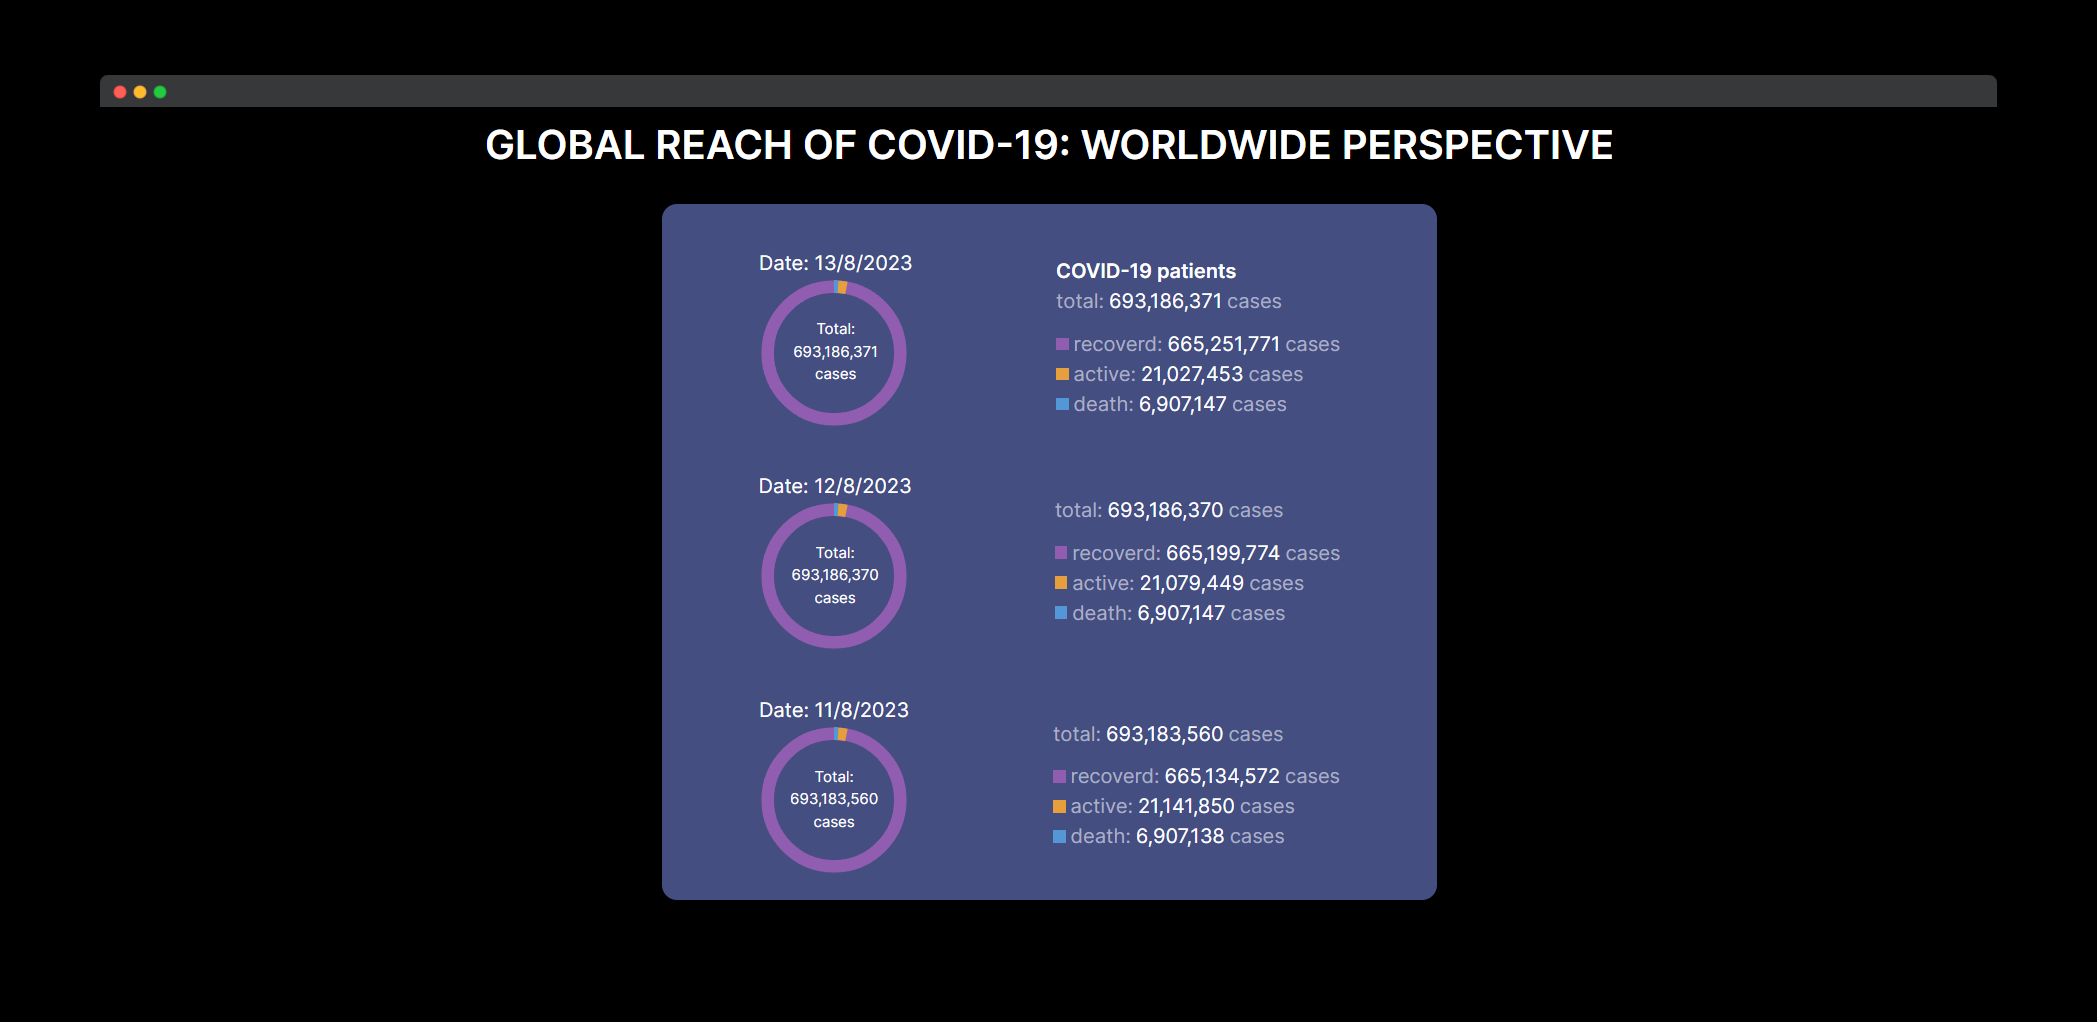 GLOBAL REACH OF COVID-19: WORLDWIDE PERSPECTIVE
Date: 13/8/2023
Total:
693,186,371
cases
COVID-19 patients
total: 693,186,371 cases
recoverd: 665,251,771 cases
active: 21,027,453 cases
death: 6,907,147 cases
Date: 12/8/2023
Total:
693,186,370
cases
total: 693,186,370 cases
recoverd: 665,199,774 cases
active: 21,079,449 cases
death: 6,907,147 cases
Date: 11/8/2023
Total:
693,183,560
cases
total: 693,183,560 cases
recoverd: 665,134,572 cases
active: 21,141,850 cases
death: 6,907,138 cases